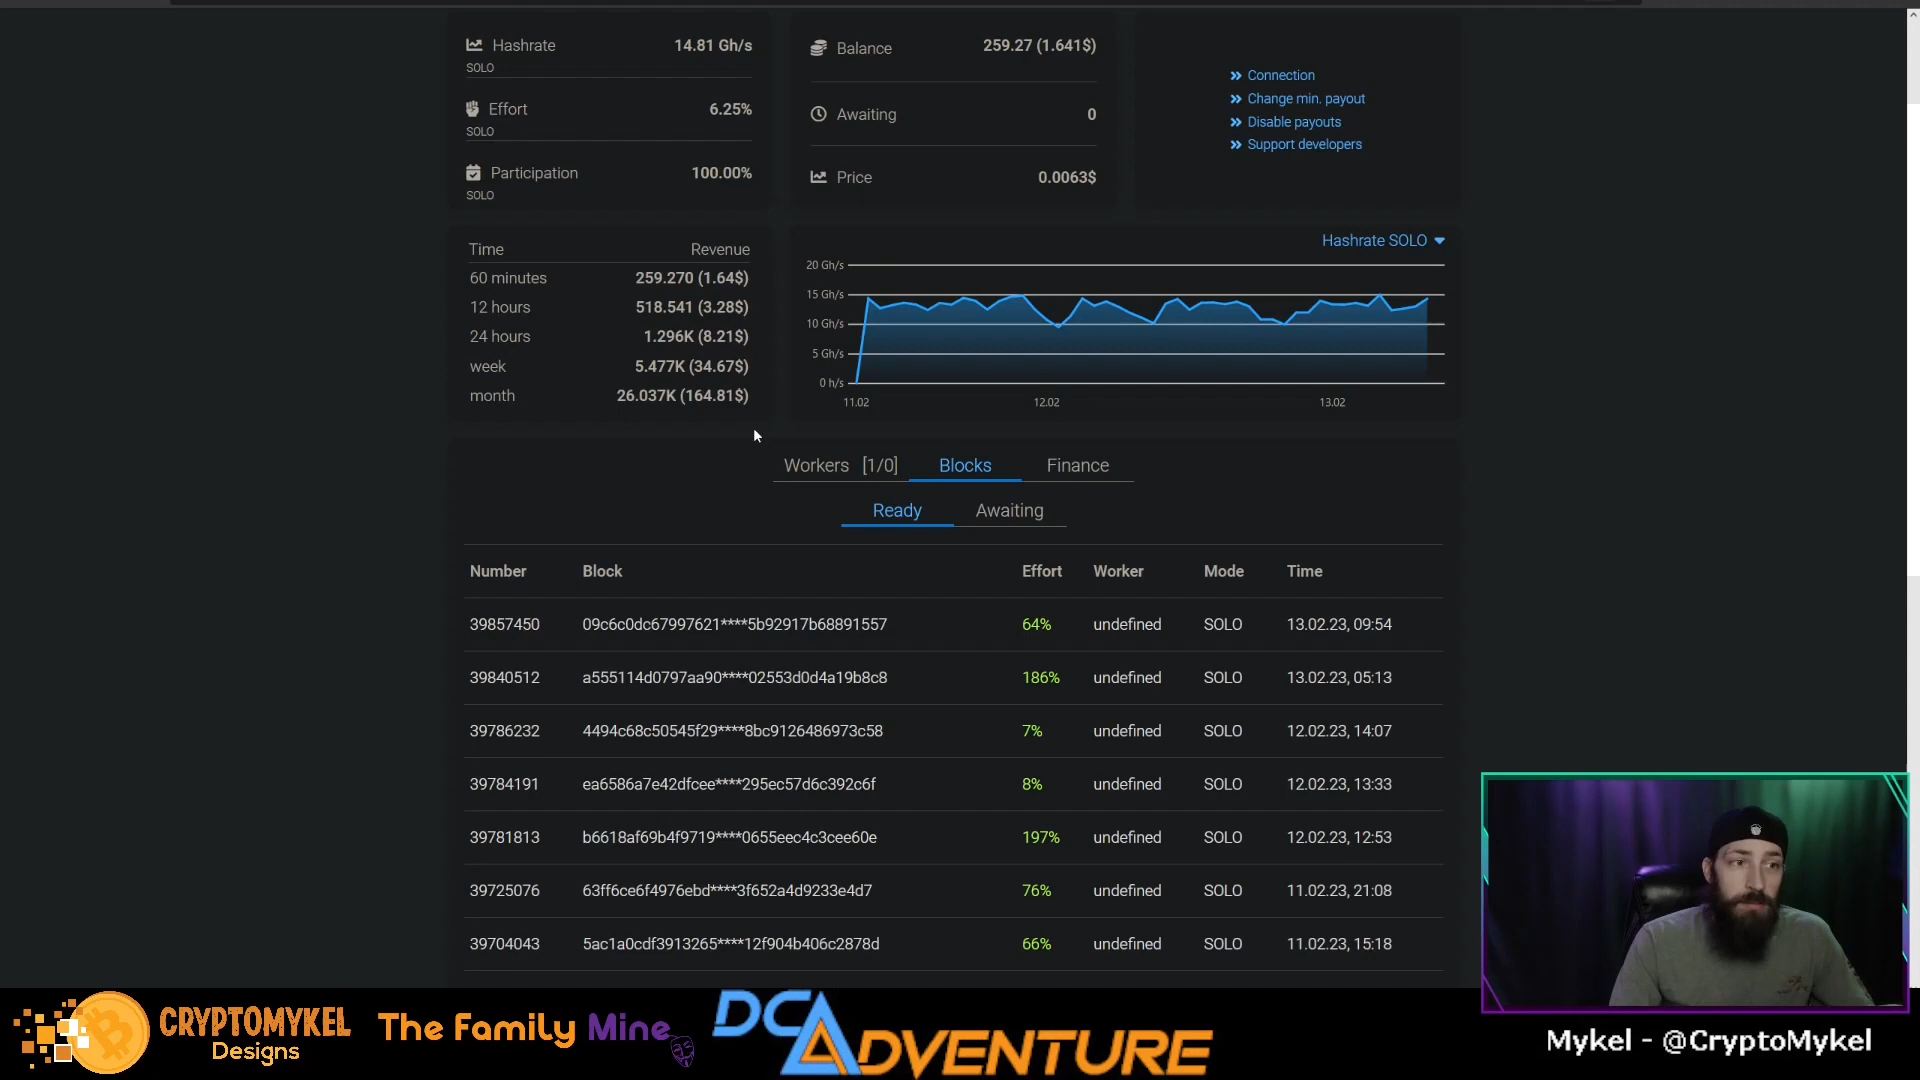 Hashrate 14.81 Gh/s
SOLO
Effort 6.25%
SOLO
Participation 100.00%
SOLO
Balance 259.27 (1.641$)
Awaiting 0
Price 0.0063$
Connection
Change min. payout
Disable payouts
Support developers
Time Revenue
60 minutes 259.270 (1.64$)
12 hours 518.541 (3.28$)
24 hours 1.296K (8.21$)
week 5.477K (34.67$)
month 26.037K (164.81$)
Hashrate SOLO
20 Gh/s
15 Gh/s
10 Gh/s
5 Gh/s
0 h/s
11.02 12.02 13.02
Workers [1/0] Blocks Finance
Ready Awaiting
Number Block Effort Worker Mode Time
39857450 09c6c0dc67997621****5b92917b68891557 64% undefined SOLO 13.02.23, 09:54
39840512 a555114d0797aa90****02553d0d4a19b8c8 186% undefined SOLO 13.02.23, 05:13
39786232 4494c68c50545f29****8bc9126486973c58 7% undefined SOLO 12.02.23, 14:07
39784191 ea6586a7e42dfcee****295ec57d6c392c6f 8% undefined SOLO 12.02.23, 13:33
39781813 b6618af69b4f9719****0655eec4c3cee60e 197% undefined SOLO 12.02.23, 12:53
39725076 63ff6ce6f4976ebd****3f652a4d9233e4d7 76% undefined SOLO 11.02.23, 21:08
39704043 5ac1a0cdf3913265****12f904b406c2878d 66% undefined SOLO 11.02.23, 15:18
CRYPTOMYKEL
Designs
The Family Mine
DCADVENTURE
Mykel - @CryptoMykel